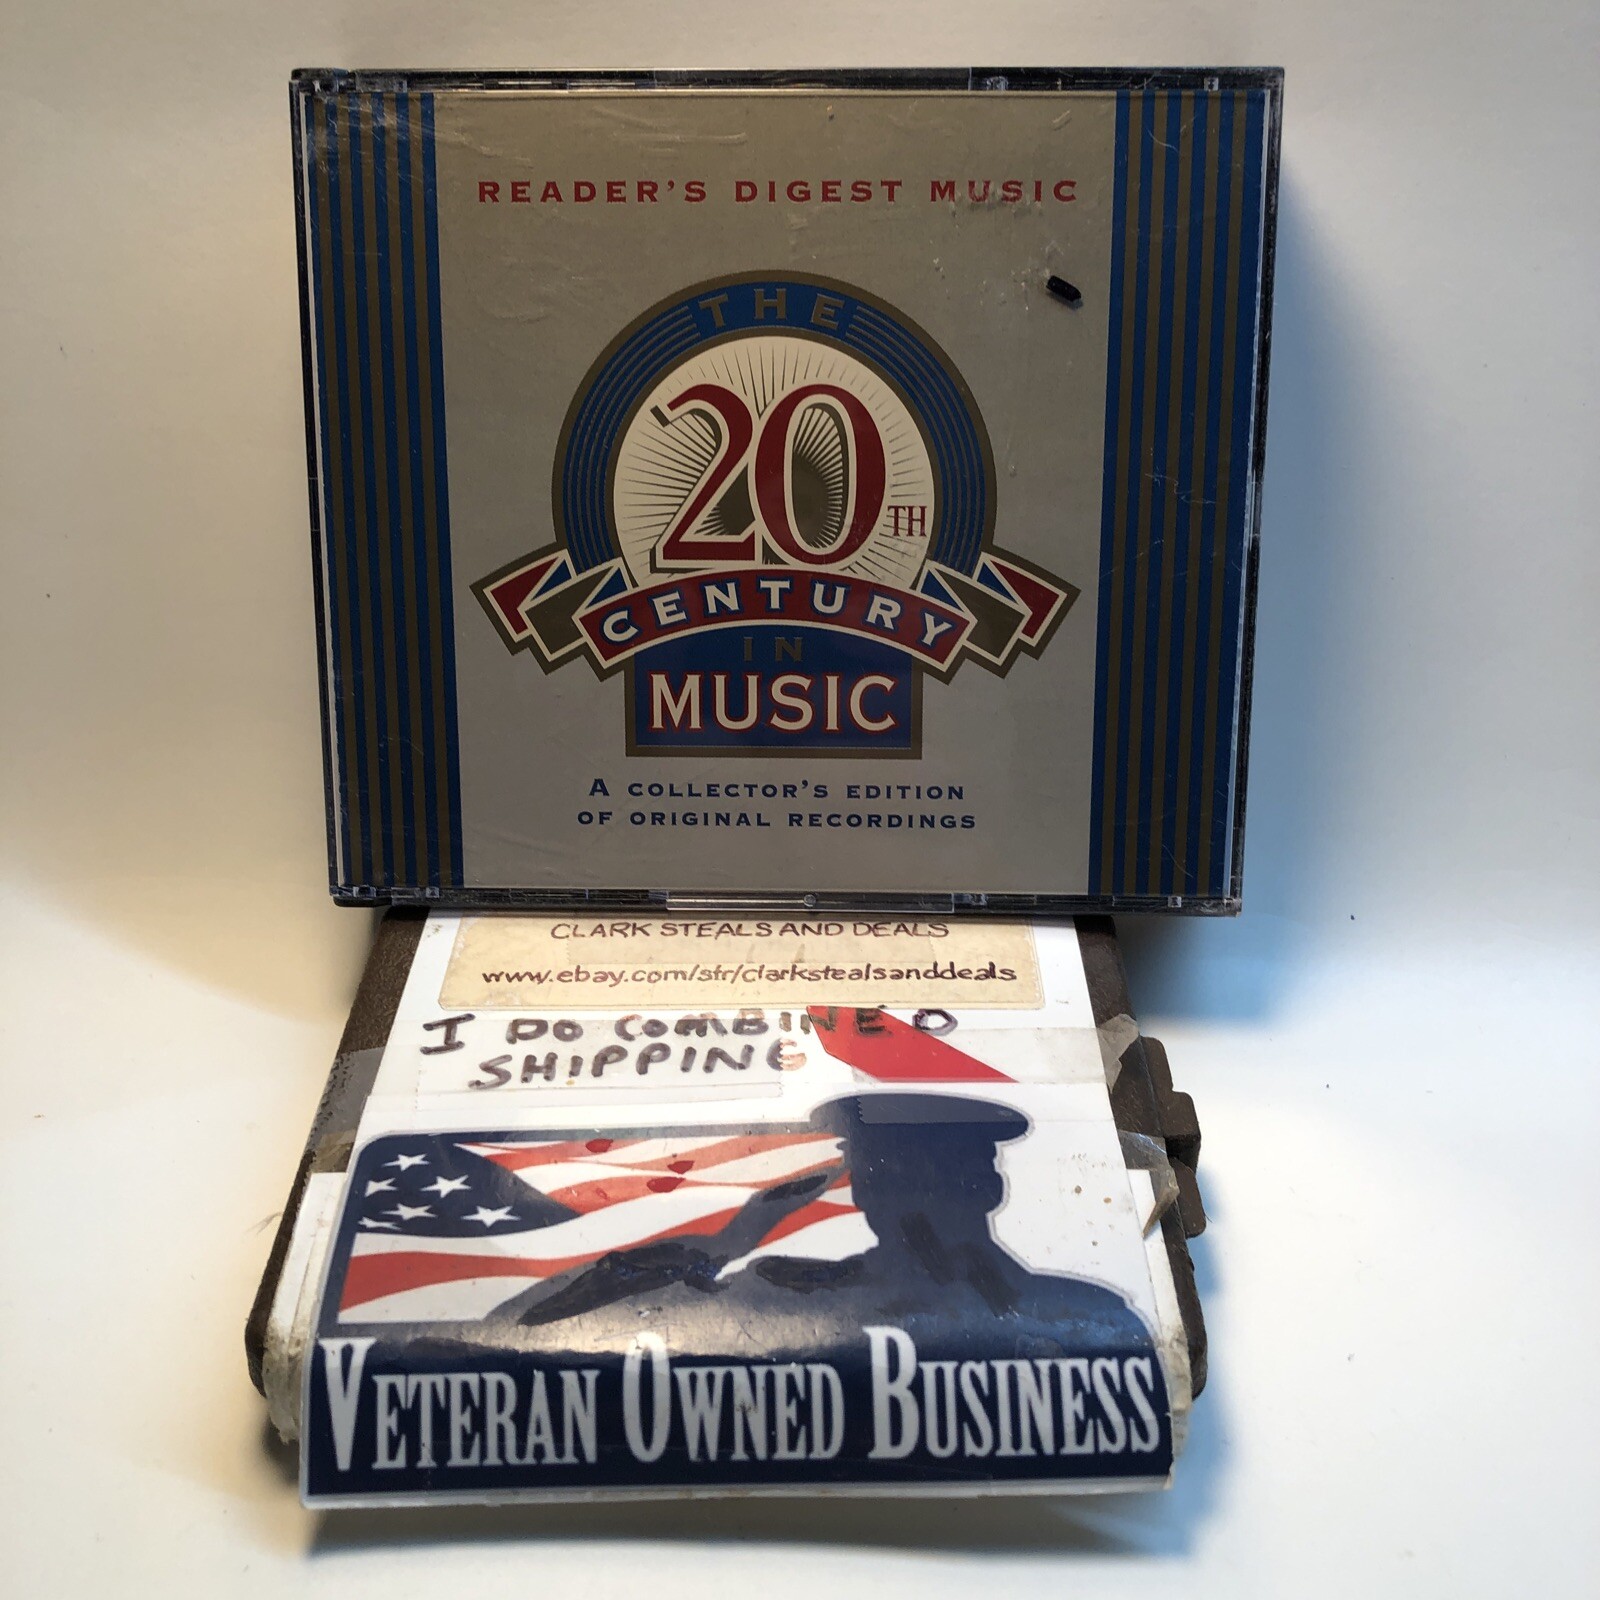 READER'S DIGEST MUSIC
THE
20TH
CENTURY
IN
MUSIC
A COLLECTOR'S EDITION
OF ORIGINAL RECORDINGS
CLARK STEALS AND DEALS
www.ebay.com/str/clarkstealsanddeals
I DO COMBINED
SHIPPING
VETERAN OWNED BUSINESS